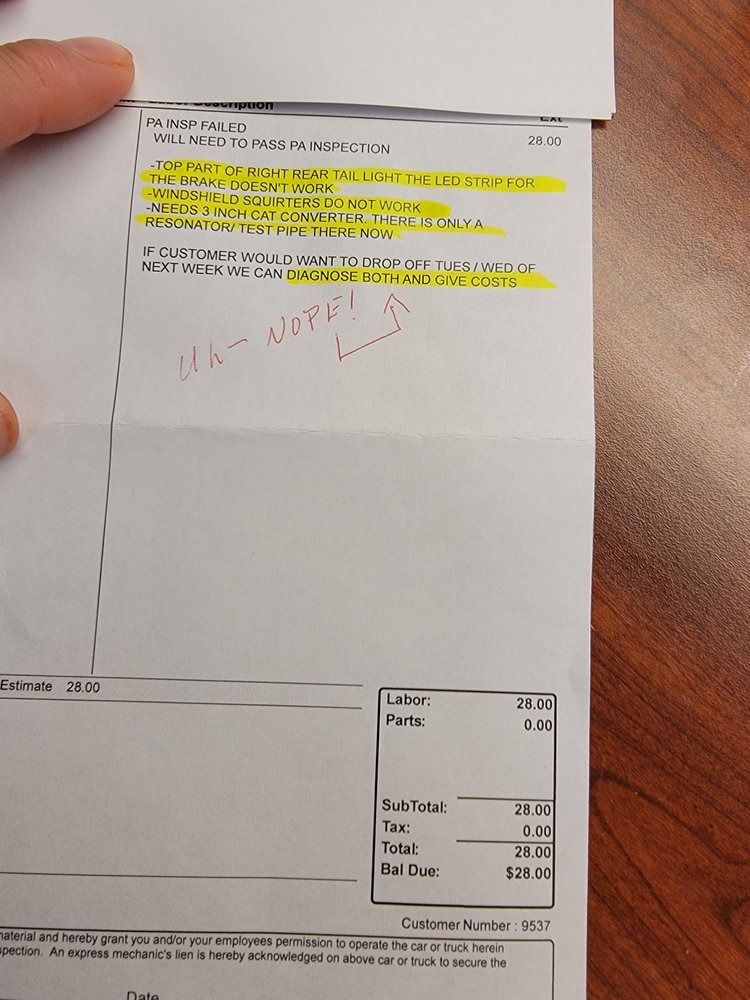 Description
Ext
PA INSP FAILED 28.00
WILL NEED TO PASS PA INSPECTION
-TOP PART OF RIGHT REAR TAIL LIGHT THE LED STRIP FOR
THE BRAKE DOESN'T WORK
-WINDSHIELD SQUIRTERS DO NOT WORK
-NEEDS 3 INCH CAT CONVERTER. THERE IS ONLY A
RESONATOR/ TEST PIPE THERE NOW
IF CUSTOMER WOULD WANT TO DROP OFF TUES / WED OF
NEXT WEEK WE CAN DIAGNOSE BOTH AND GIVE COSTS
Uh- NOPE!
Estimate 28.00
Labor: 28.00
Parts: 0.00
SubTotal: 28.00
Tax: 0.00
Total: 28.00
Bal Due: $28.00
Customer Number : 9537
material and hereby grant you and/or your employees permission to operate the car or truck herein
spection. An express mechanic's lien is hereby acknowledged on above car or truck to secure the
Date